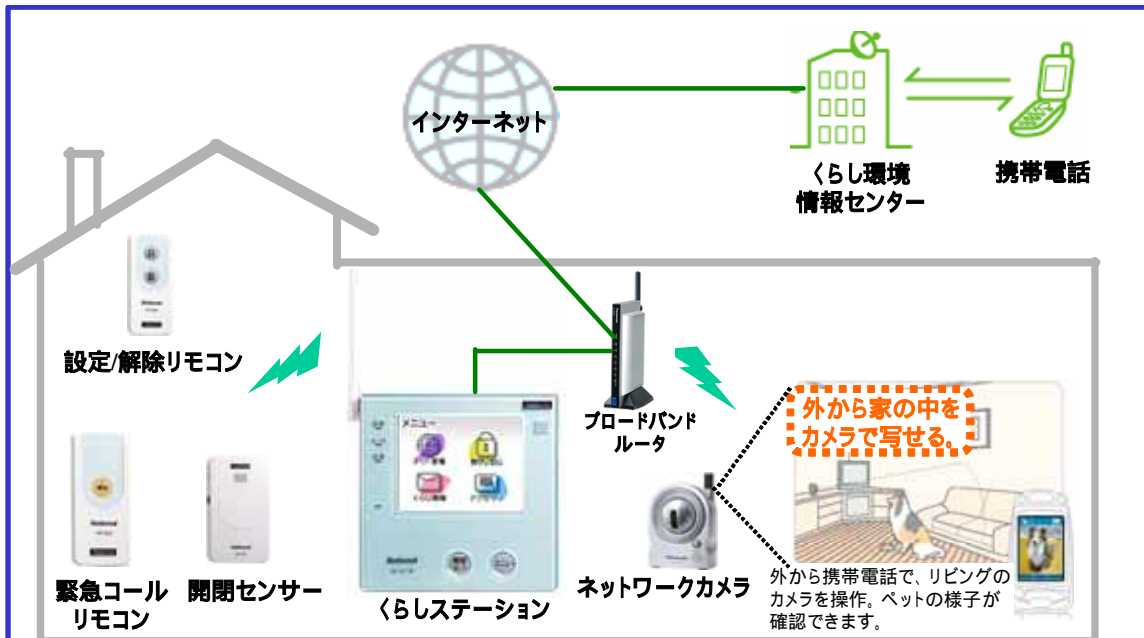 インターネット
くらし環境
情報センター
携帯電話
設定/解除リモコン
ブロードバンド
ルータ
メニュー
外から家の中を
カメラで写せる。
緊急コール
リモコン
開閉センサー
くらしステーション
ネットワークカメラ
外から携帯電話で、リビングの
カメラを操作。ペットの様子が
確認できます。